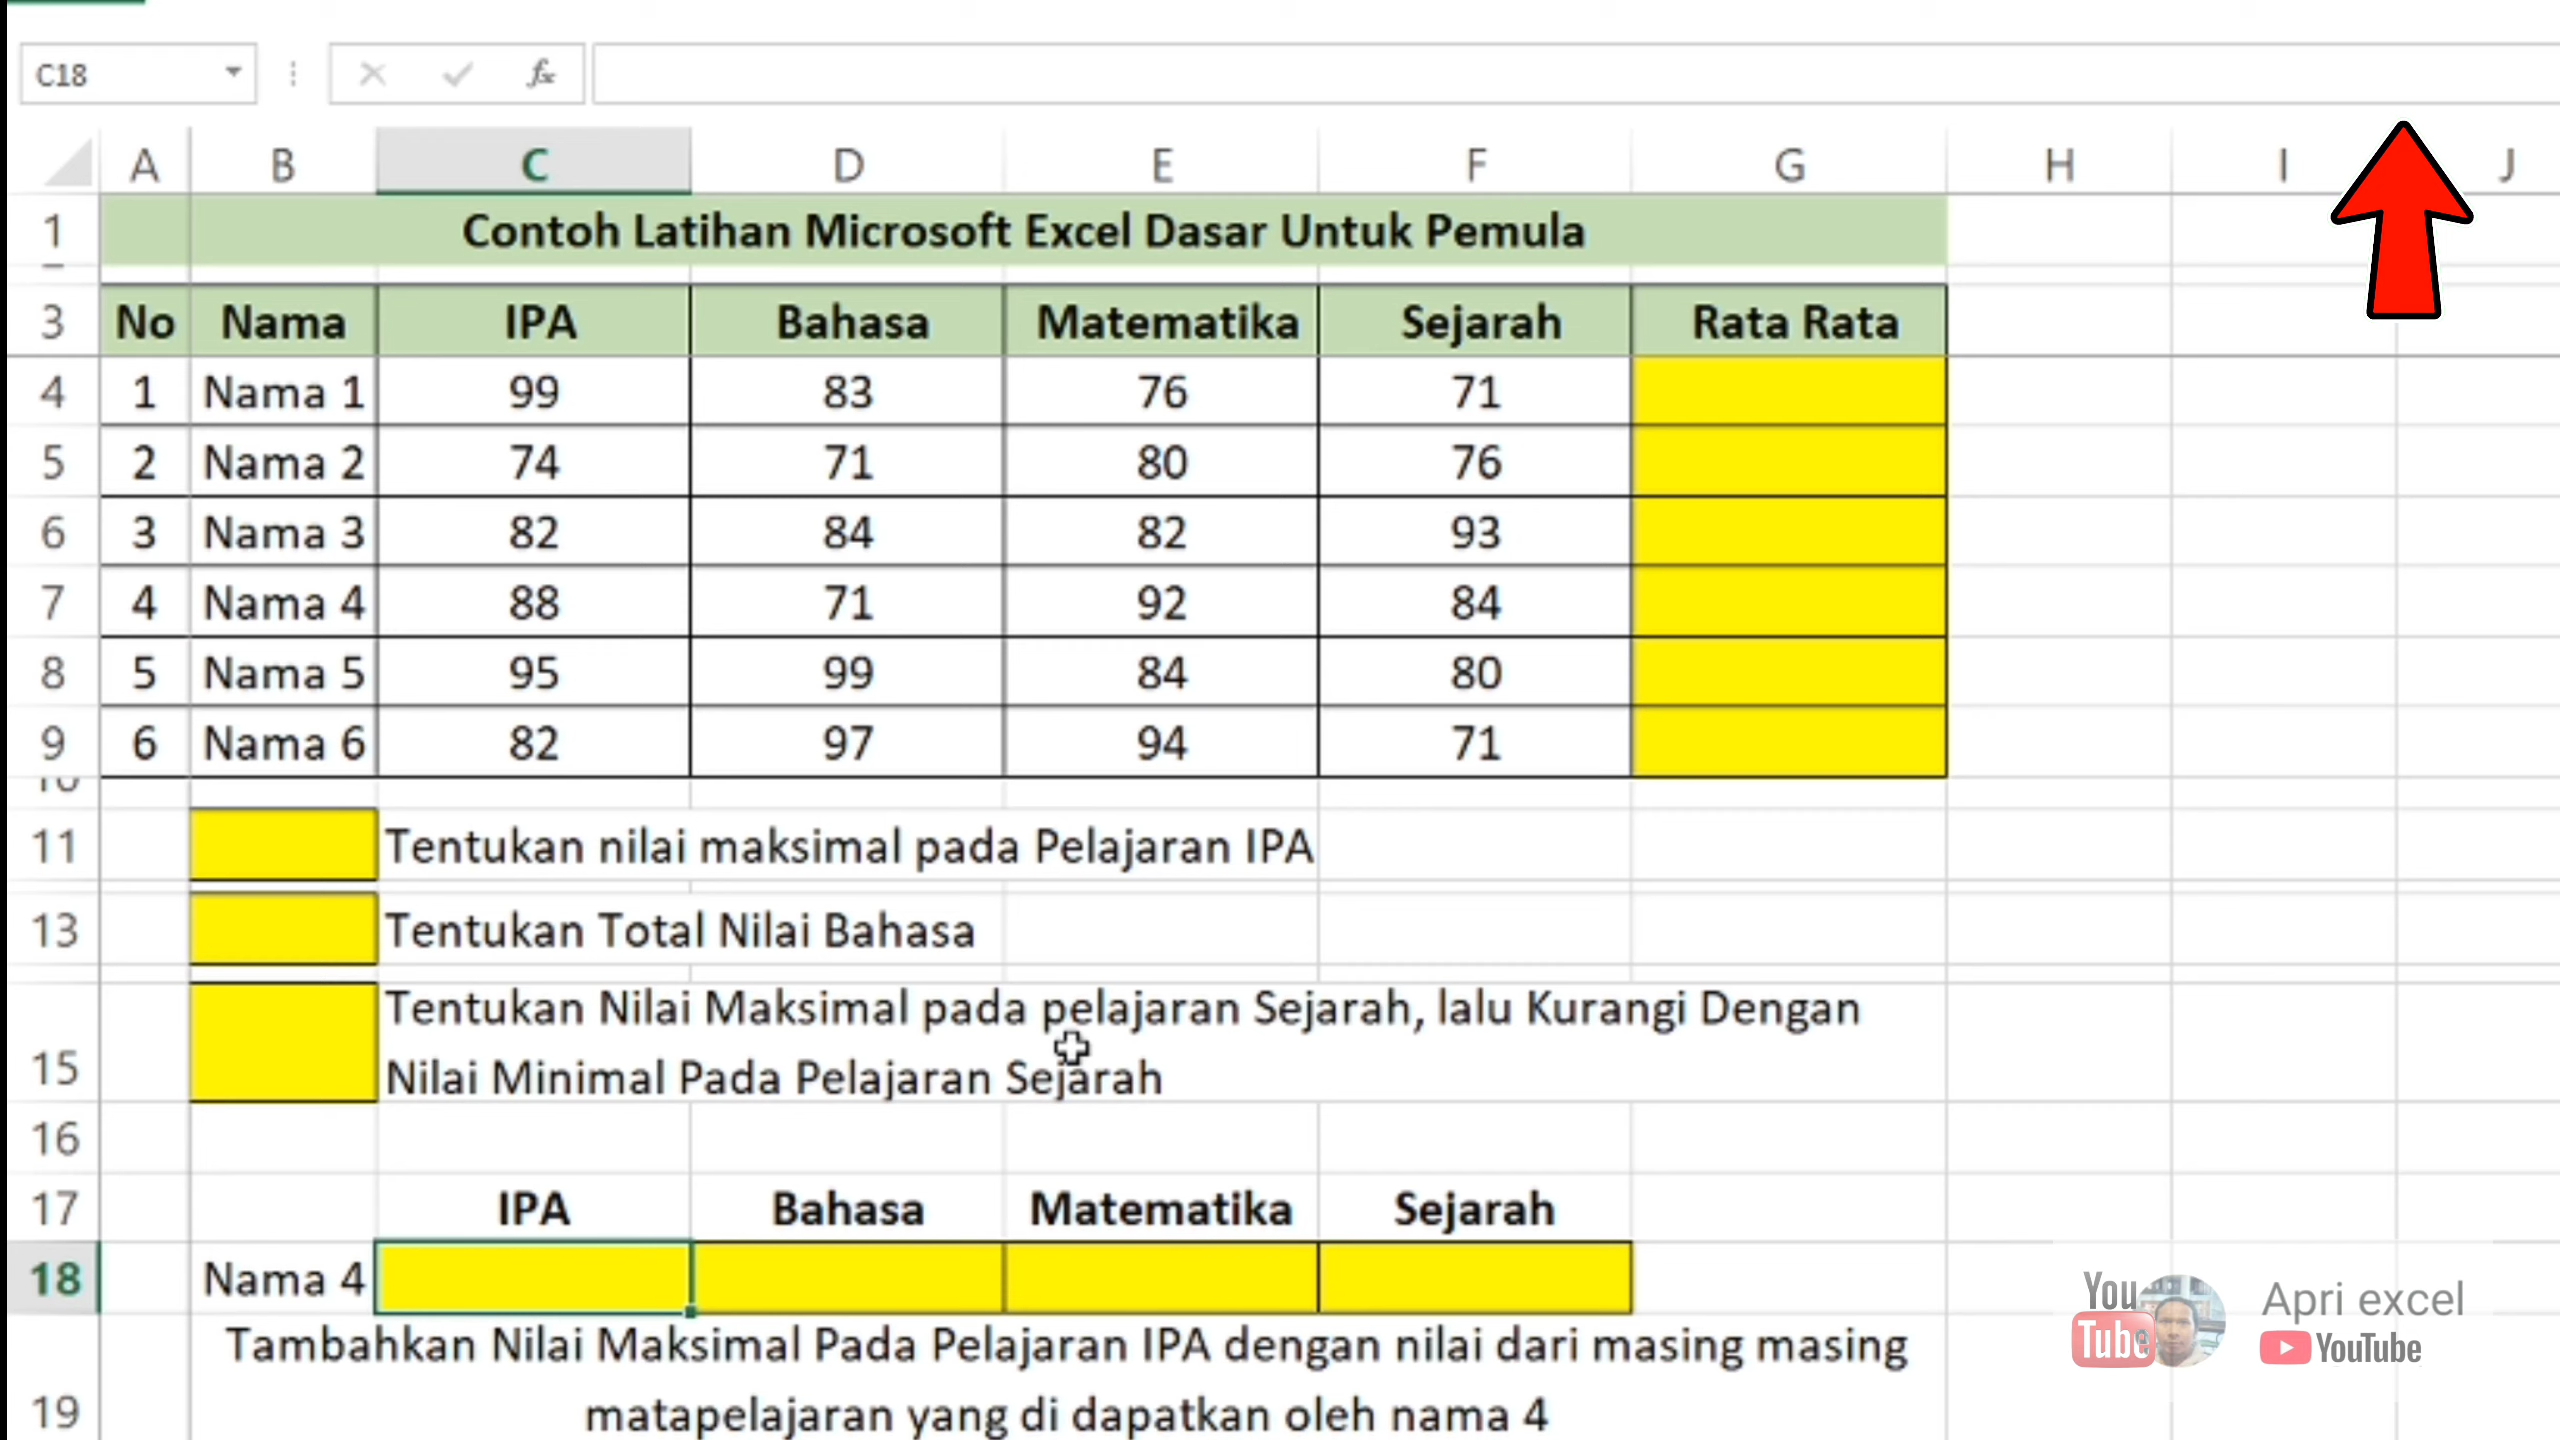 C18 fx
A B C D E F G H I J
1 Contoh Latihan Microsoft Excel Dasar Untuk Pemula
3 No Nama IPA Bahasa Matematika Sejarah Rata Rata
4 1 Nama 1 99 83 76 71
5 2 Nama 2 74 71 80 76
6 3 Nama 3 82 84 82 93
7 4 Nama 4 88 71 92 84
8 5 Nama 5 95 99 84 80
9 6 Nama 6 82 97 94 71
10
11 Tentukan nilai maksimal pada Pelajaran IPA
13 Tentukan Total Nilai Bahasa
Tentukan Nilai Maksimal pada pelajaran Sejarah, lalu Kurangi Dengan
15 Nilai Minimal Pada Pelajaran Sejarah
16
17 IPA Bahasa Matematika Sejarah
18 Nama 4
Tambahkan Nilai Maksimal Pada Pelajaran IPA dengan nilai dari masing masing
19 matapelajaran yang di dapatkan oleh nama 4
You
Tube
Apri excel
YouTube